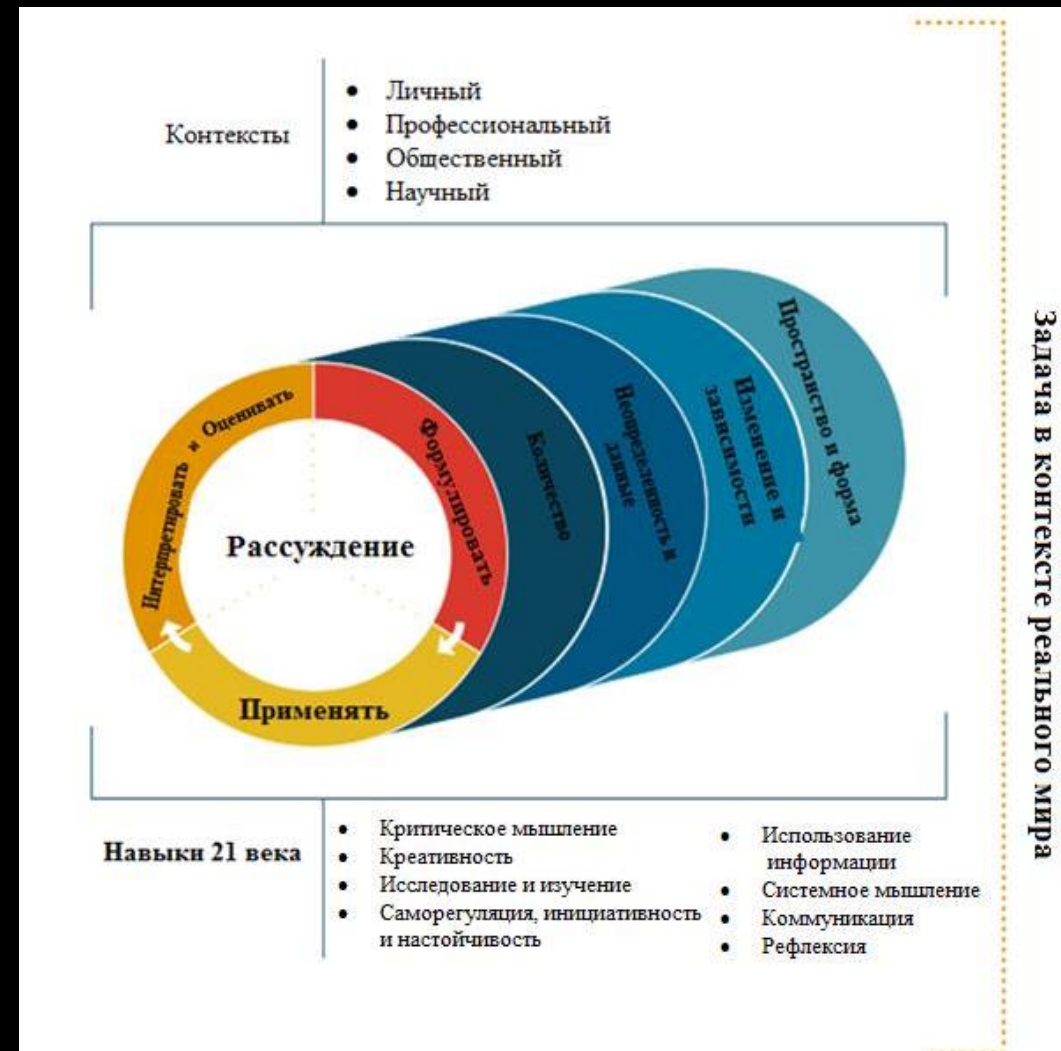 Контексты
• Личный
• Профессиональный
• Общественный
• Научный
Интерпретировать и Оценивать
Формулировать
Применять
Рассуждение
Количество
Неопределенность и
данные
Изменение и
зависимости
Пространство и форма
Навыки 21 века
• Критическое мышление
• Креативность
• Исследование и изучение
• Саморегуляция, инициативность
и настойчивость
• Использование
информации
• Системное мышление
• Коммуникация
• Рефлексия
Задача в контексте реального мира